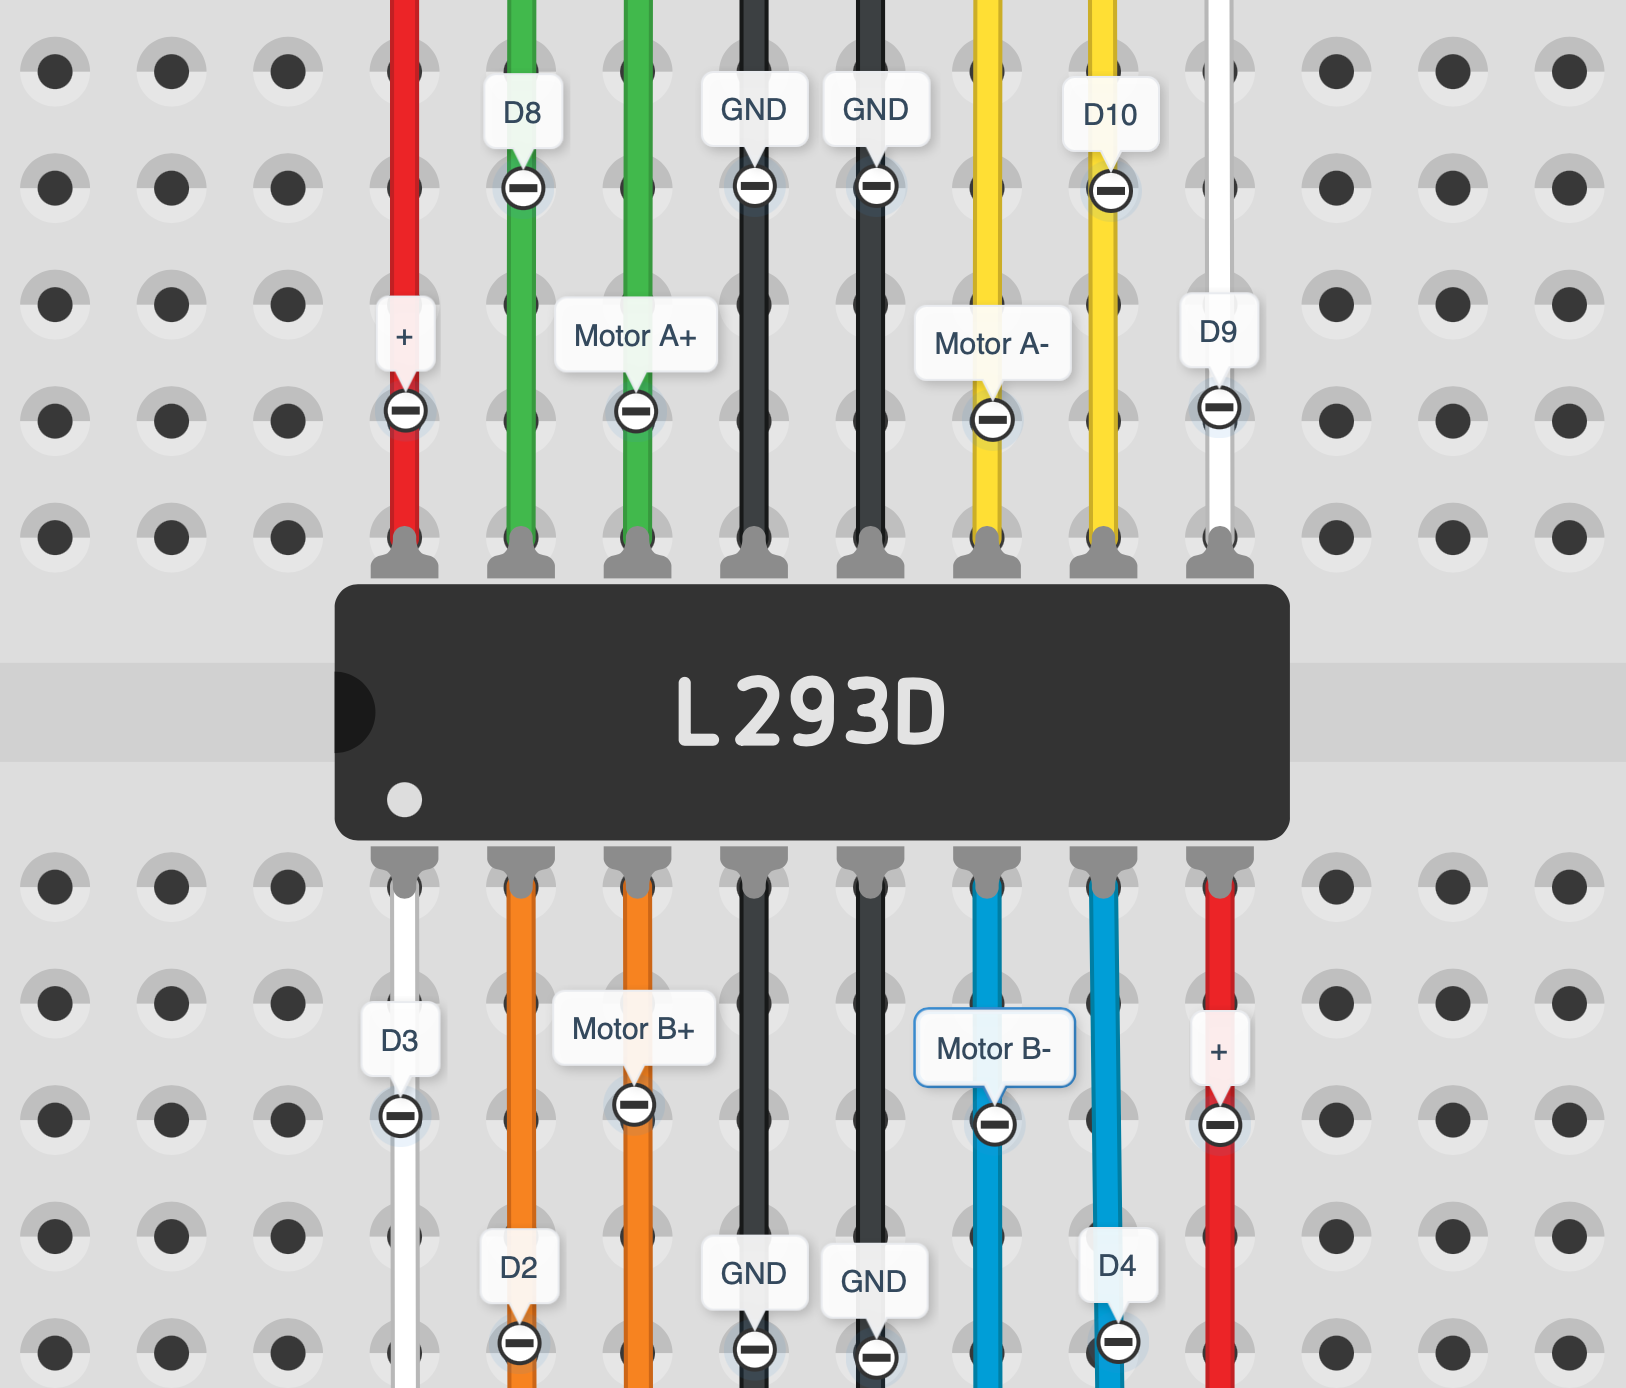 D8
GND
GND
D10
+
Motor A+
Motor A-
D9
L293D
D3
Motor B+
Motor B-
+
D2
GND
GND
D4